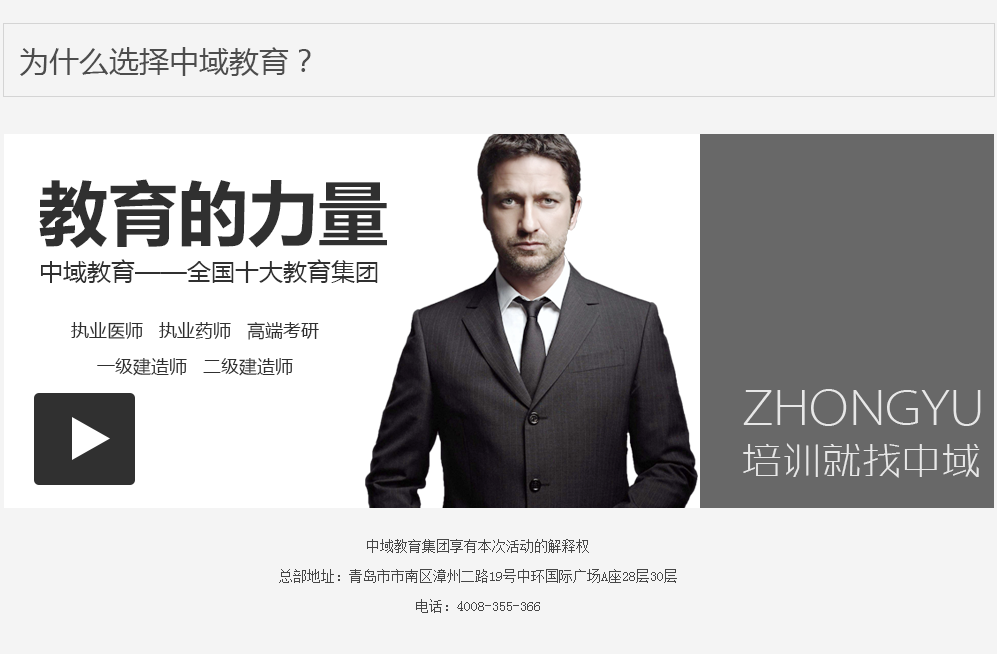 为什么选择中域教育？
教育的力量
中域教育——全国十大教育集团
执业医师 执业药师 高端考研
一级建造师 二级建造师
ZHONGYU
培训就找中域
中域教育集团享有本次活动的解释权
总部地址：青岛市市南区漳州二路19号中环国际广场A座28层30层
电话：4008-355-366